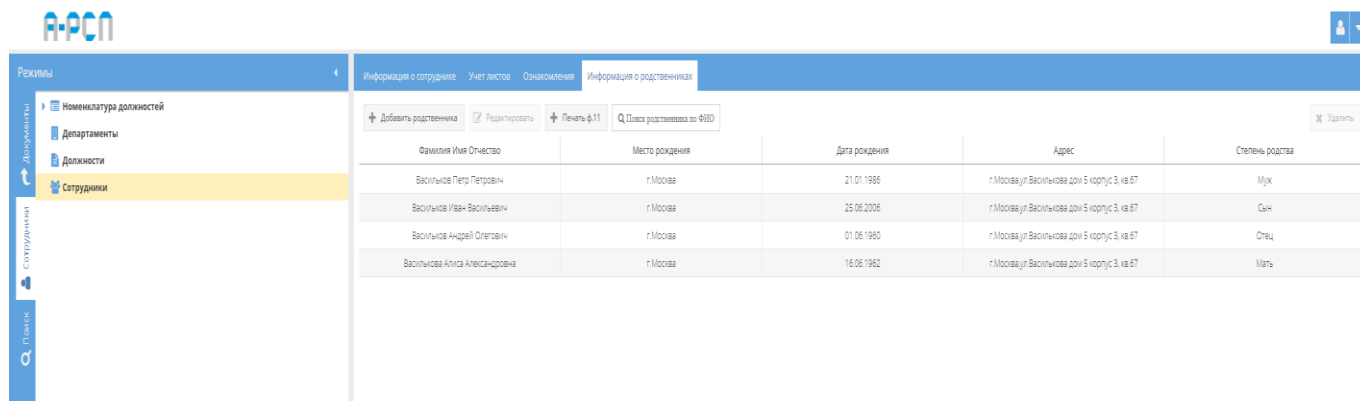 А-РСП
Режимы
Документы
Сотрудники
Поиск
Номенклатура должностей
Департаменты
Должности
Сотрудники
Информация о сотруднике Учет листов Ознакомления Информация о родственниках
Добавить родственника Редактировать Печать ф.11 Поиск родственника по ФИО Удалить
Фамилия Имя Отчество Место рождения Дата рождения Адрес Степень родства
Васильков Петр Петрович г.Москва 21.01.1986 г.Москва,ул.Василькова дом 5 корпус 3, кв.67 Муж
Васильков Иван Васильевич г.Москва 25.06.2006 г.Москва,ул.Василькова дом 5 корпус 3, кв.67 Сын
Васильков Андрей Олегович г.Москва 01.06.1960 г.Москва,ул.Василькова дом 5 корпус 3, кв.67 Отец
Василькова Алиса Александровна г.Москва 16.06.1962 г.Москва,ул.Василькова дом 5 корпус 3, кв.67 Мать